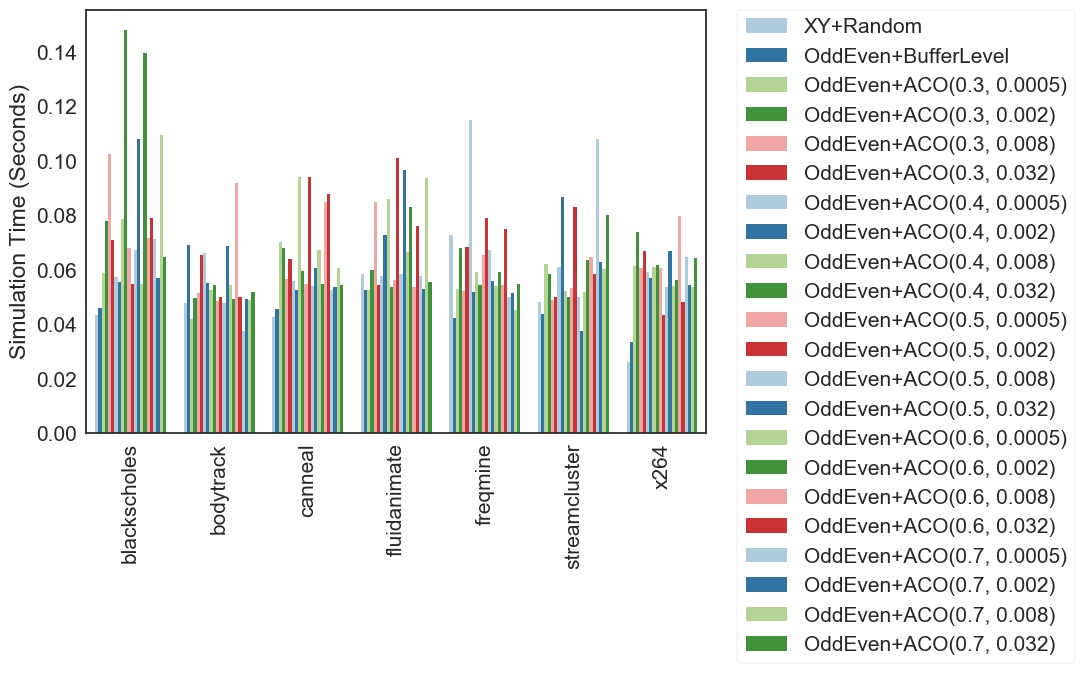 Simulation Time (Seconds)
0.14
0.12
0.10
0.08
0.06
0.04
0.02
0.00
blackscholes
bodytrack
canneal
fluidanimate
freqmine
streamcluster
x264
XY+Random
OddEven+BufferLevel
OddEven+ACO(0.3, 0.0005)
OddEven+ACO(0.3, 0.002)
OddEven+ACO(0.3, 0.008)
OddEven+ACO(0.3, 0.032)
OddEven+ACO(0.4, 0.0005)
OddEven+ACO(0.4, 0.002)
OddEven+ACO(0.4, 0.008)
OddEven+ACO(0.4, 0.032)
OddEven+ACO(0.5, 0.0005)
OddEven+ACO(0.5, 0.002)
OddEven+ACO(0.5, 0.008)
OddEven+ACO(0.5, 0.032)
OddEven+ACO(0.6, 0.0005)
OddEven+ACO(0.6, 0.002)
OddEven+ACO(0.6, 0.008)
OddEven+ACO(0.6, 0.032)
OddEven+ACO(0.7, 0.0005)
OddEven+ACO(0.7, 0.002)
OddEven+ACO(0.7, 0.008)
OddEven+ACO(0.7, 0.032)